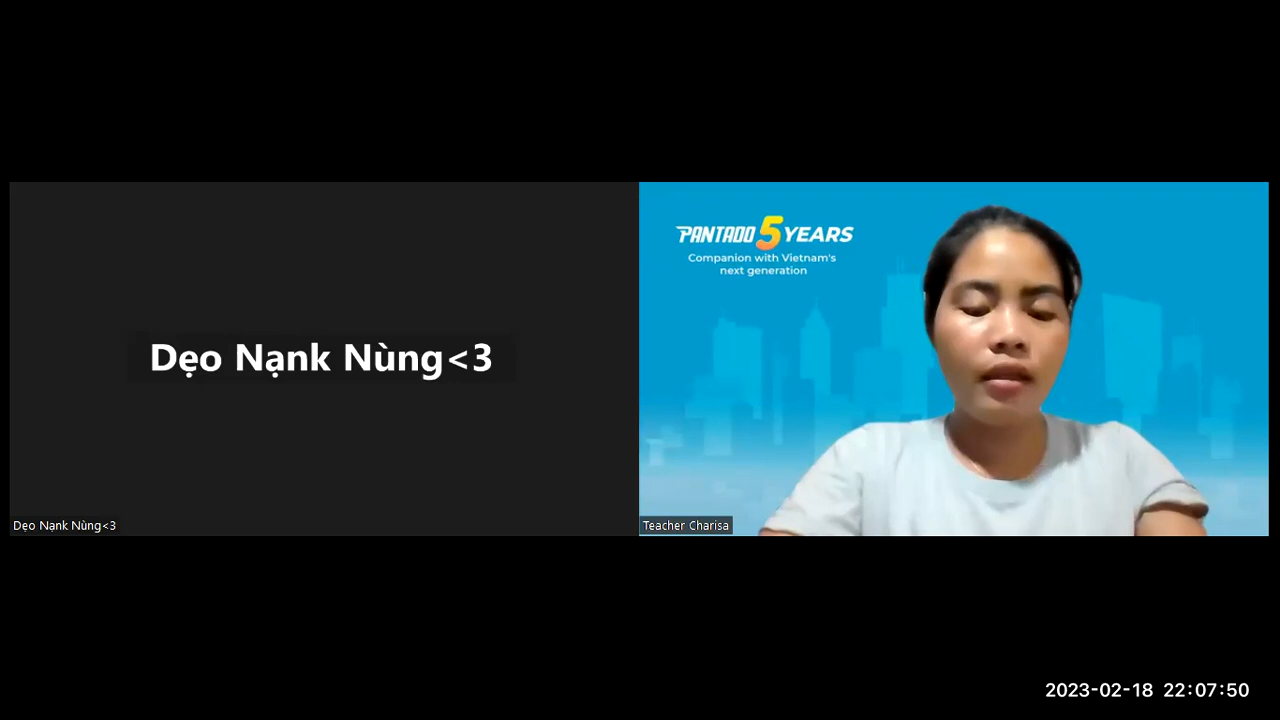 Dẹo Nạnk Nùng<3
Dẹo Nạnk Nùng<3
PANTADO 5 YEARS
Companion with Vietnam's
next generation
Teacher Charisa
2023-02-18 22:07:50